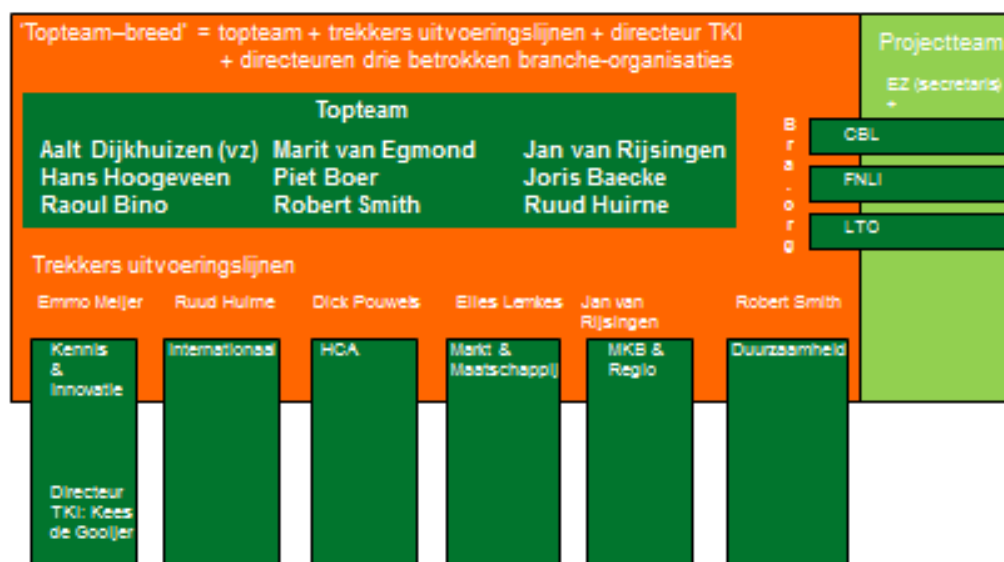 "Topteam–breed" = topteam + trekkers uitvoeringslijnen + directeur TKI
+ directeuren drie betrokken branche-organisaties
Projectteam
EZ (secretaris)
+
Topteam
Aalt Dijkhuizen (vz) Marit van Egmond Jan van Rijsingen
Hans Hoogeveen Piet Boer Joris Baecke
Raoul Bino Robert Smith Ruud Huirne
Bra.org
CBL
FNLI
LTO
Trekkers uitvoeringslijnen
Emmo Meijer Ruud Huirne Dick Pouwels Elies Lemkes Jan van Robert Smith
Rijsingen
Kennis
&
Innovatie
Internationaal
HCA
Markt &
Maatschappij
MKB &
Regio
Duurzaamheid
Directeur
TKI: Kees
de Gooijer